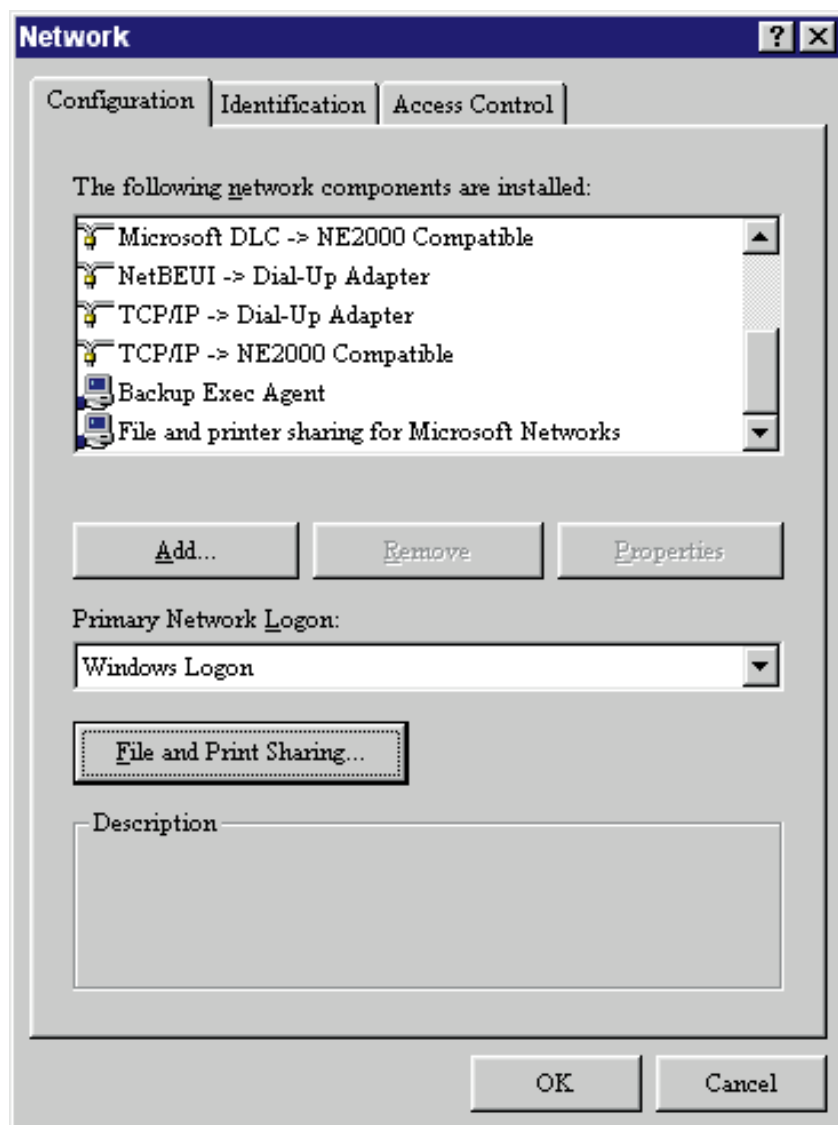 Network
Configuration Identification Access Control
The following network components are installed:
Microsoft DLC -> NE2000 Compatible
NetBEUI -> Dial-Up Adapter
TCP/IP -> Dial-Up Adapter
TCP/IP -> NE2000 Compatible
Backup Exec Agent
File and printer sharing for Microsoft Networks
Add... Remove Properties
Primary Network Logon:
Windows Logon
File and Print Sharing...
Description
OK Cancel